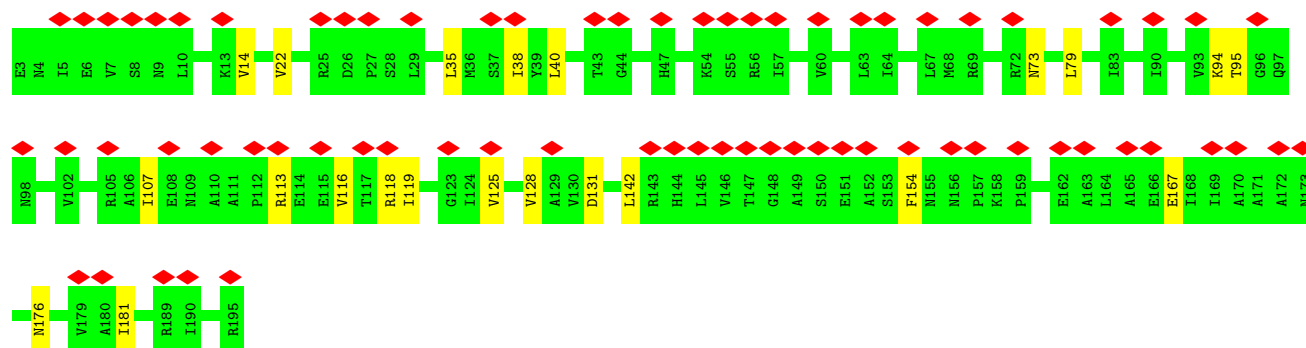 E3 N4 I5 E6 V7 S8 N9 L10 K13 V14 V22 R25 D26 P27 S28 L29 L35 M36 S37 I38 Y39 L40 T43 G44 H47 K54 S55 R56 I57 V60 L63 I64 L67 M68 R69 R72 N73 L79 I83 I90 V93 K94 T95 G96 Q97
N98 V102 R105 A106 I107 E108 N109 A110 A111 P112 R113 E114 E115 V116 T117 R118 I119 G123 I124 V125 V128 A129 V130 D131 L142 R143 H144 L145 V146 T147 G148 A149 S150 E151 A152 S153 F154 N155 N156 P157 K158 P159 E162 A163 L164 A165 E166 E167 I168 I169 A170 A171 A172 N173
N176 V179 A180 I181 R189 I190 R195